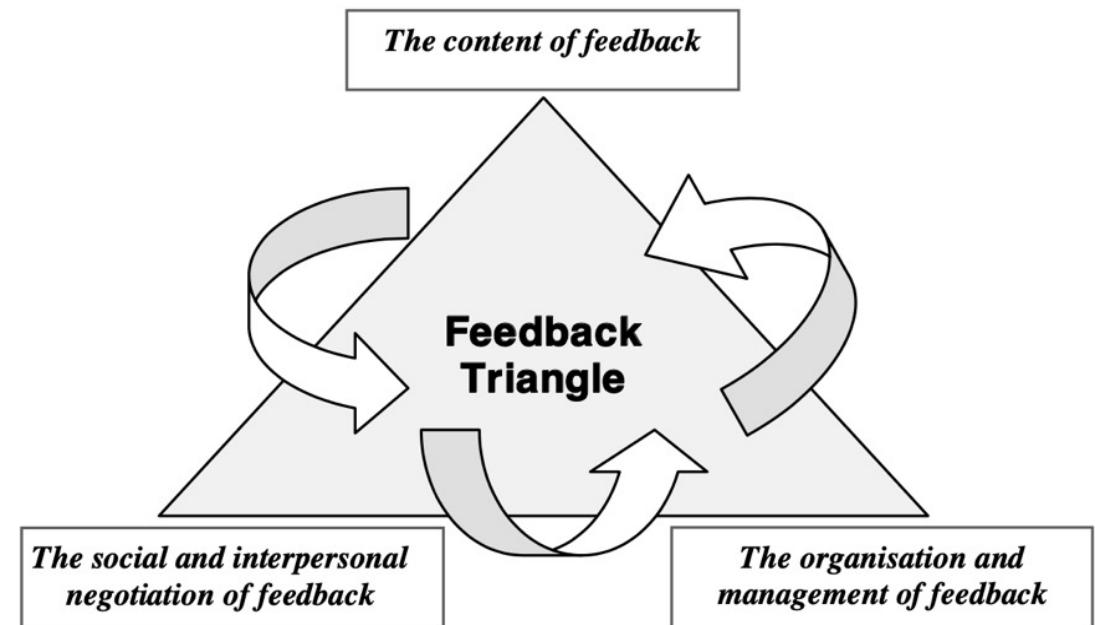 The content of feedback
Feedback
Triangle
The social and interpersonal
negotiation of feedback
The organisation and
management of feedback